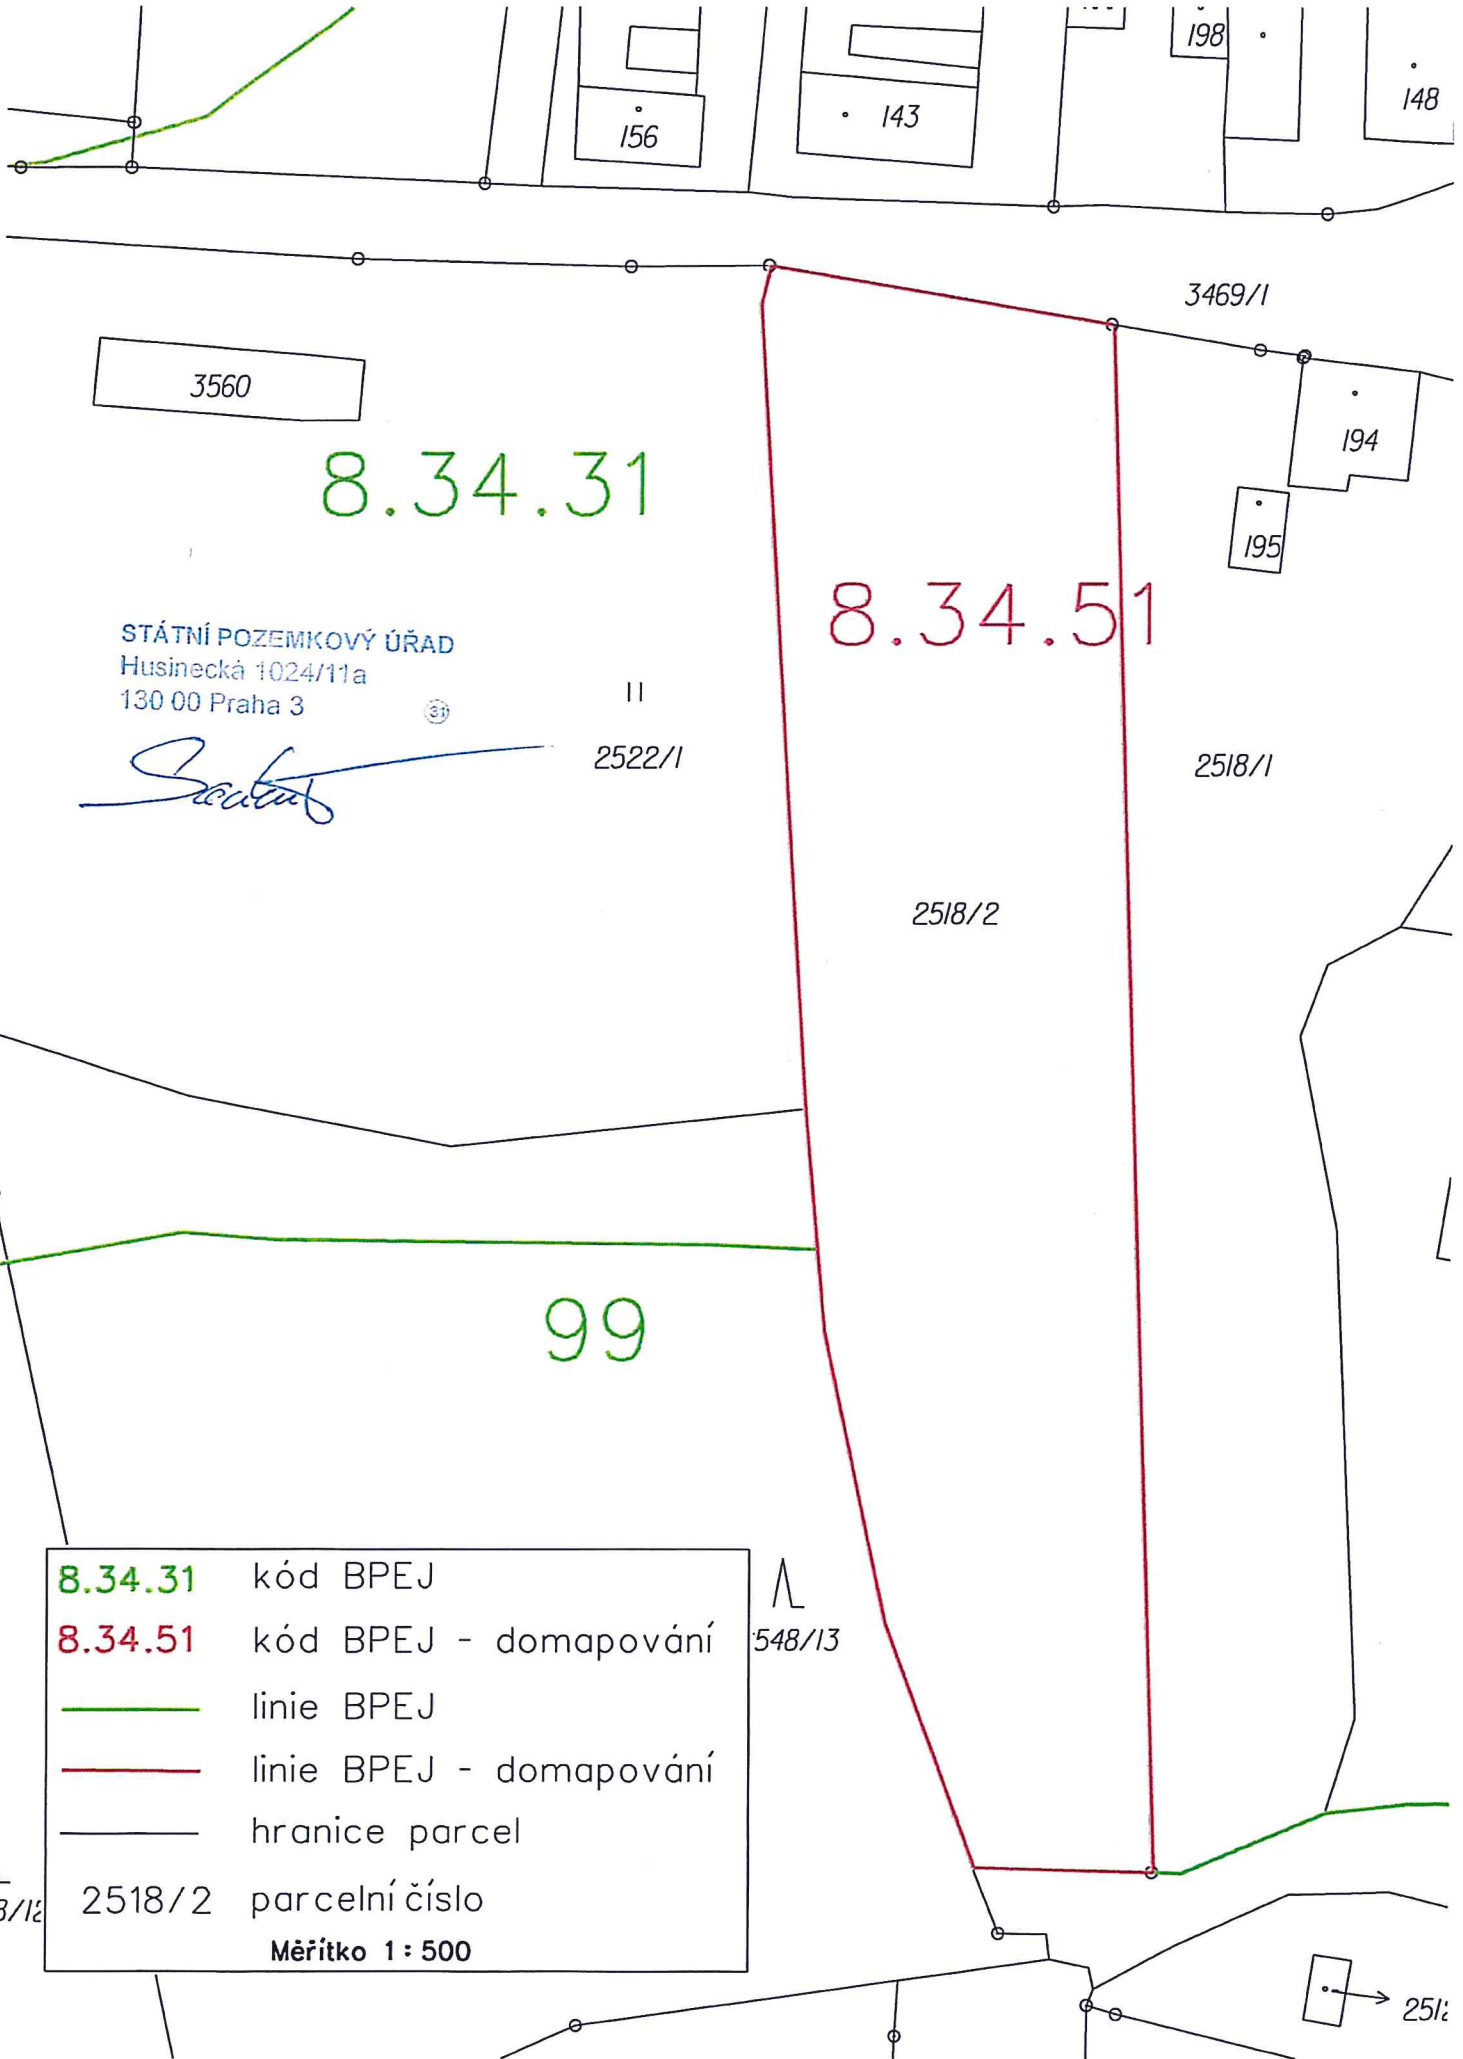 198
148
156
143
3469/1
3560
194
8.34.31
195
8.34.51
STÁTNÍ POZEMKOVÝ ÚŘAD
Husinecká 1024/11a
130 00 Praha 3
31
2522/1
2518/1
2518/2
99
8.34.31 kód BPEJ
8.34.51 kód BPEJ - domapování
548/13
linie BPEJ
linie BPEJ - domapování
hranice parcel
2518/2 parcelní číslo
Měřítko 1:500